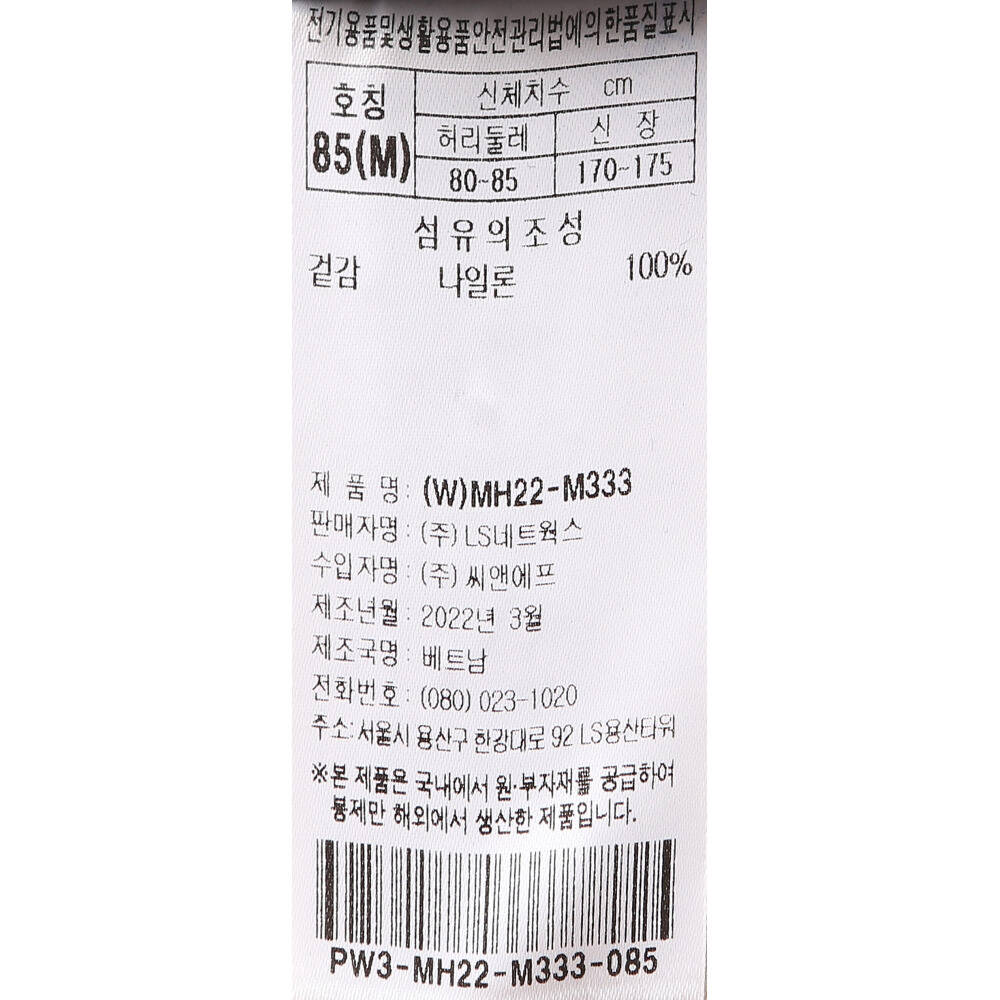 전기용품및생활용품안전관리법에의한품질표시
호칭 신체치수 cm
85(M) 허리둘레 신 장
80~85 170~175
섬유의조성
겉감 나일론 100%
제 품 명: (W)MH22-M333
판매자명: (주)LS네트웍스
수입자명: (주)씨앤에프
제조년월: 2022년 3월
제조국명: 베트남
전화번호: (080) 023-1020
주소:서울시 용산구 한강대로 92 LS용산타워
※본 제품은 국내에서 원·부자재를 공급하여
봉제만 해외에서 생산한 제품입니다.
PW3-MH22-M333-085